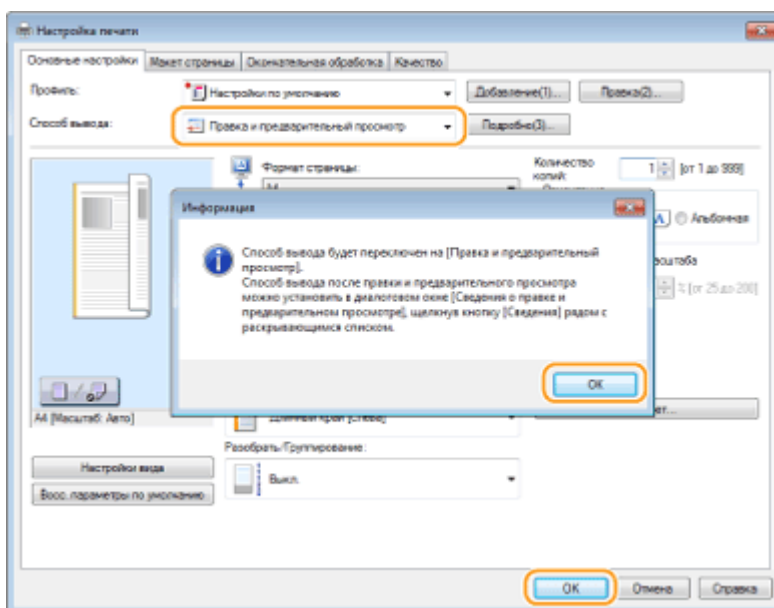 Настройка печати
Основные настройки Макет страницы Окончательная обработка Качество
Профиль: Настройки по умолчанию Добавление(1)... Правка(2)...
Способ вывода: Правка и предварительный просмотр Подробно(3)...
Формат страницы: Количество копий: 1 [от 1 до 999]
A4
Информация
Альбомная
Способ вывода будет переключен на [Правка и предварительный
просмотр].
Способ вывода после правки и предварительного просмотра
можно установить в диалоговом окне [Сведения о правке и
предварительном просмотре], щелкнув кнопку [Сведения] рядом с
раскрывающимся списком.
% [от 25 до 200]
OK
A4 [Масштаб: Авто]
Длинный край [Слева]
Разобрать/Группирование:
Настройки вида
Выкл.
Восс. параметры по умолчанию
OK Отмена Справка